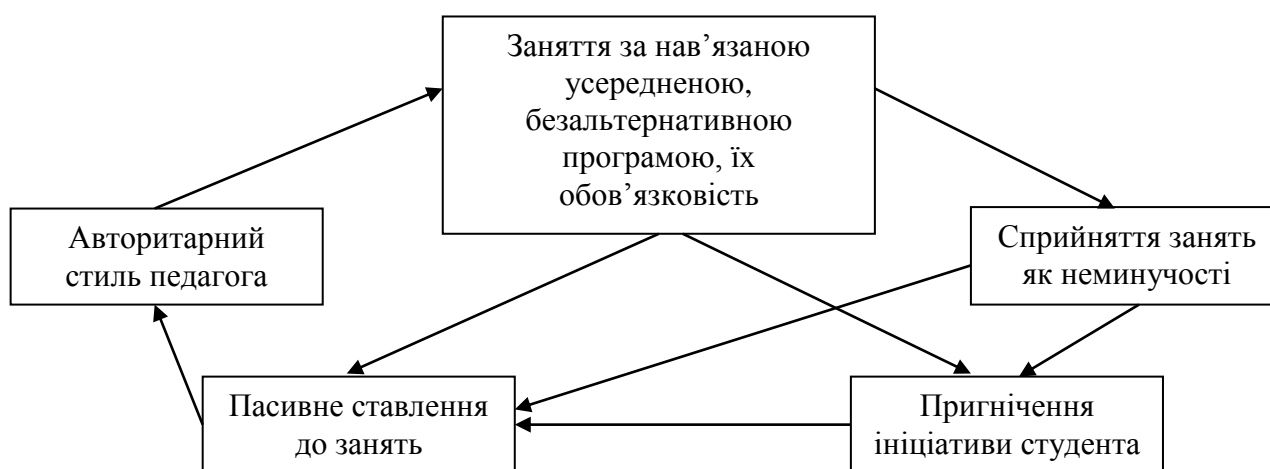 Заняття за нав’язаною
усередненою,
безальтернативною
програмою, їх
обов’язковість
Авторитарний
стиль педагога
Сприйняття занять
як неминучості
Пасивне ставлення
до занять
Пригнічення
ініціативи студента